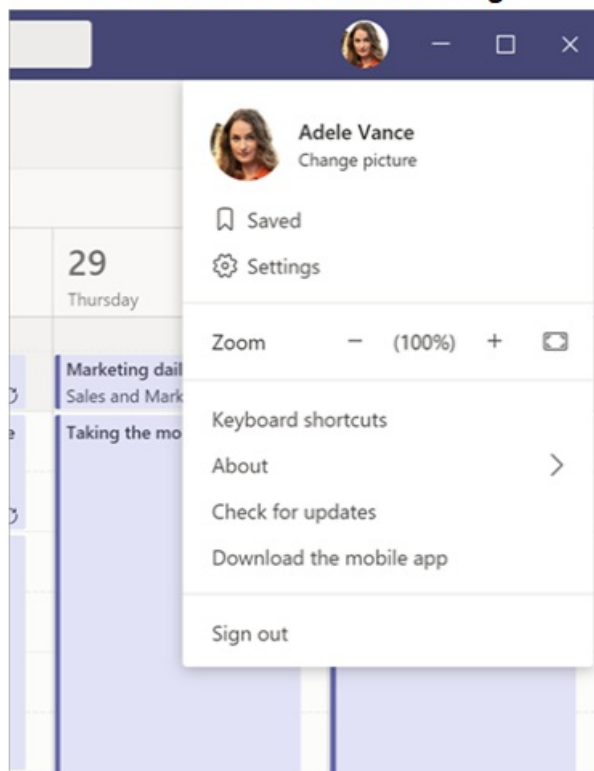 Adele Vance
Change picture
Saved
Settings
29
Thursday
Zoom − (100%) +
Marketing dail
Sales and Mark
Taking the mo
Keyboard shortcuts
About
Check for updates
Download the mobile app
Sign out